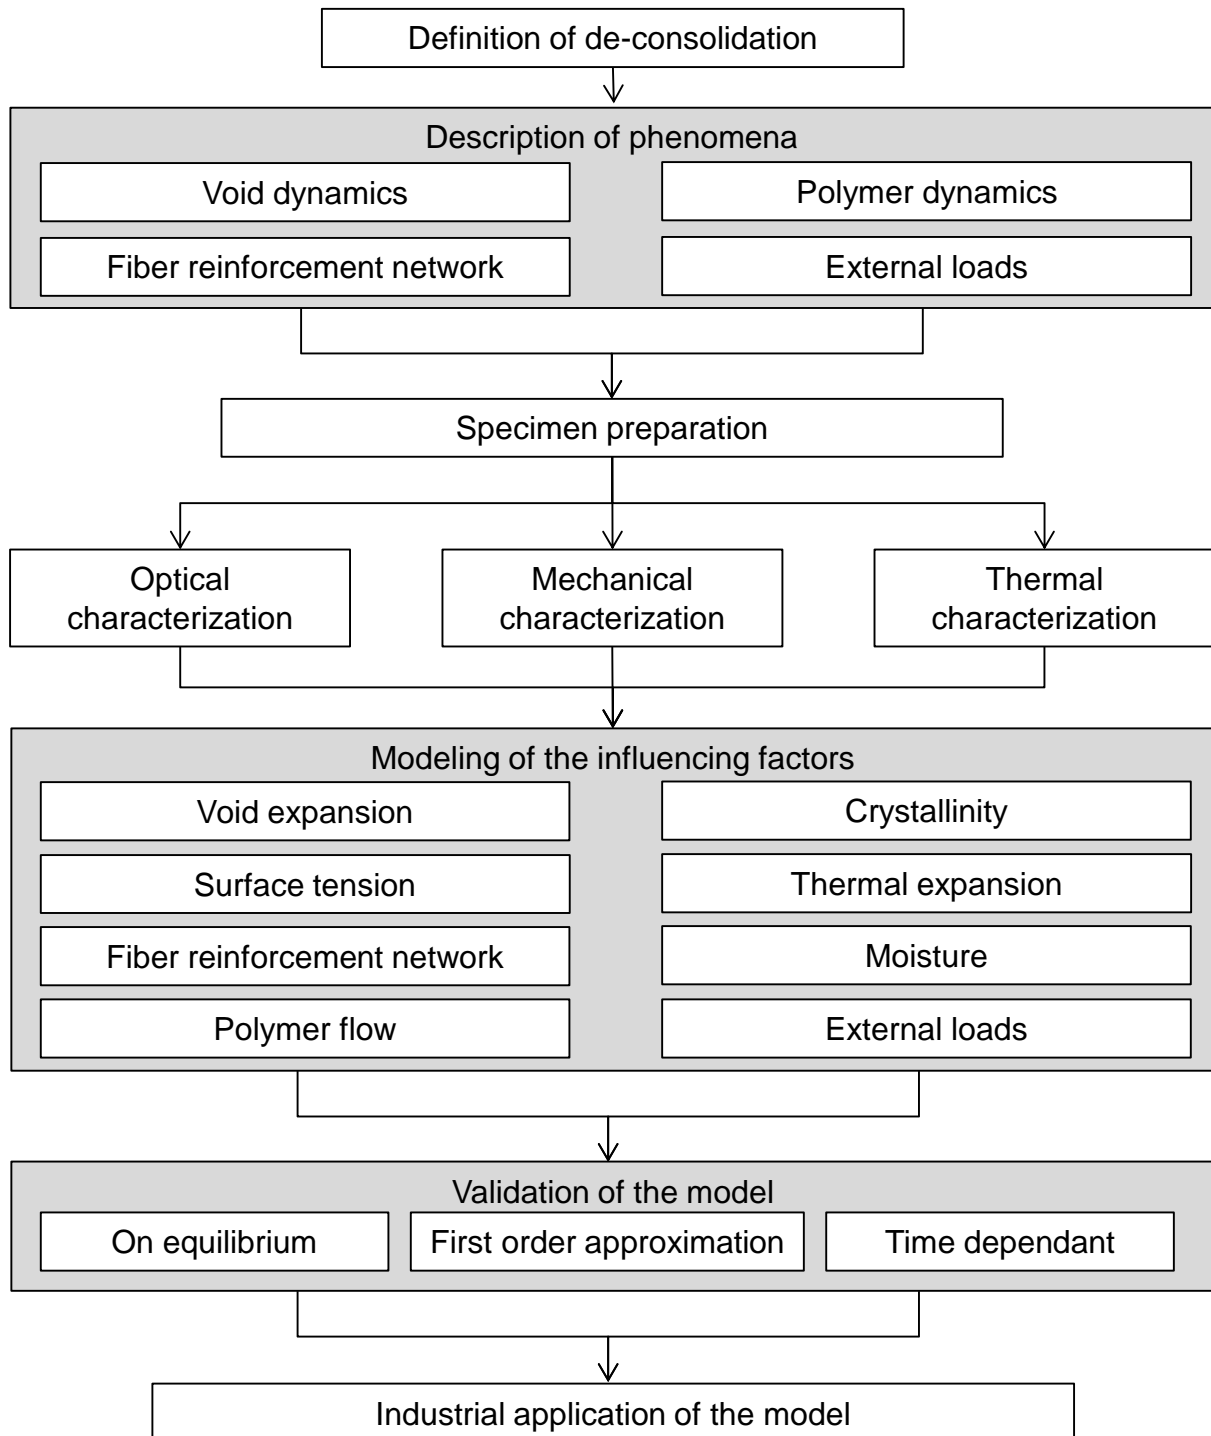 Definition of de-consolidation
Description of phenomena
Void dynamics
Polymer dynamics
Fiber reinforcement network
External loads
Specimen preparation
Optical
characterization
Mechanical
characterization
Thermal
characterization
Modeling of the influencing factors
Void expansion
Crystallinity
Surface tension
Thermal expansion
Fiber reinforcement network
Moisture
Polymer flow
External loads
Validation of the model
On equilibrium
First order approximation
Time dependant
Industrial application of the model